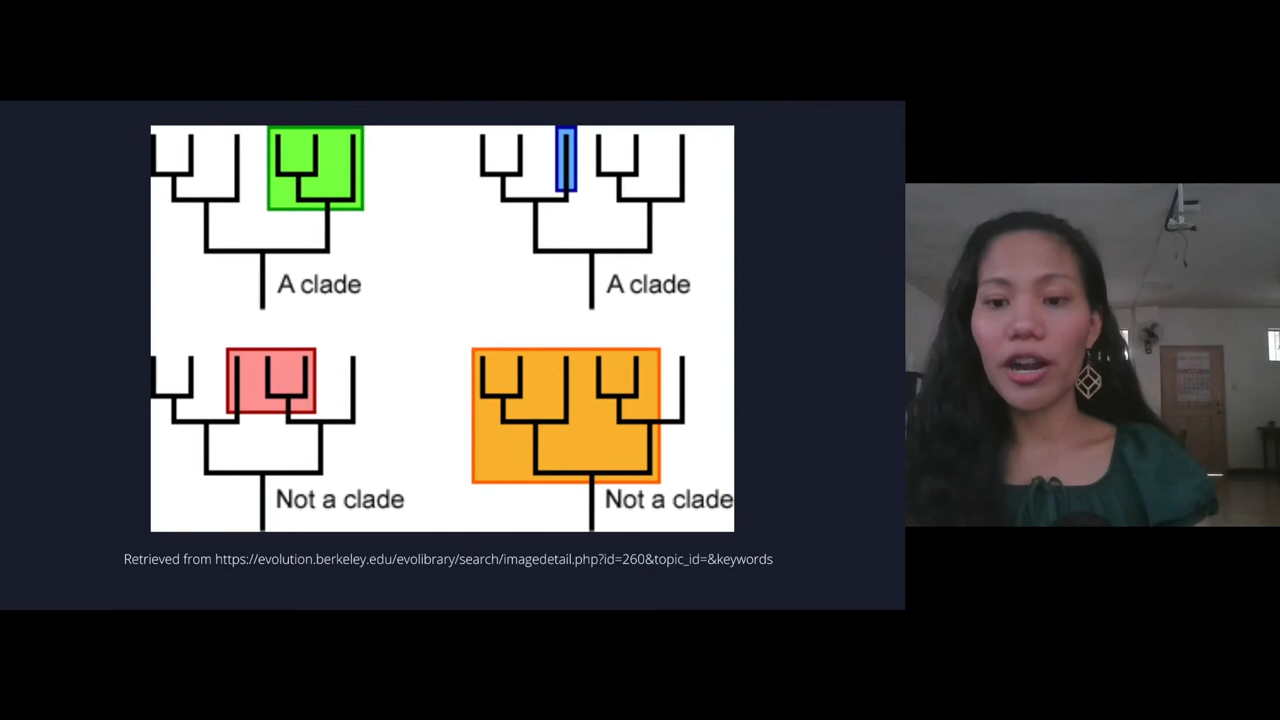 A clade
A clade
Not a clade
Not a clade
Retrieved from https://evolution.berkeley.edu/evolibrary/search/imagedetail.php?id=260&topic_id=&keywords